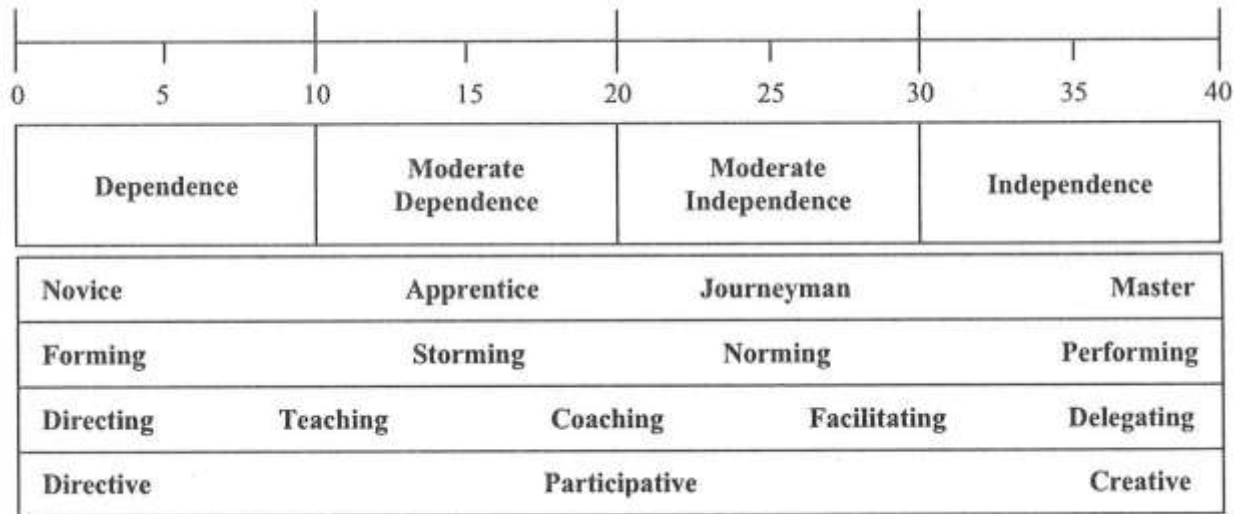 0 5 10 15 20 25 30 35 40
Dependence
Moderate
Dependence
Moderate
Independence
Independence
Novice Apprentice Journeyman Master
Forming Storming Norming Performing
Directing Teaching Coaching Facilitating Delegating
Directive Participative Creative